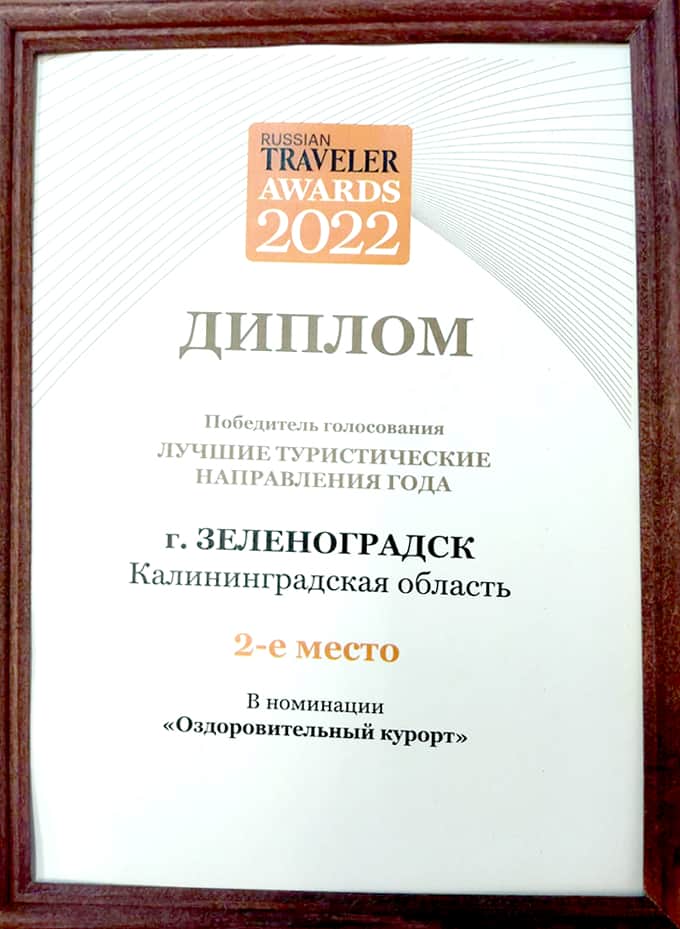 RUSSIAN
TRAVELER
AWARDS
2022
ДИПЛОМ
Победитель голосования
ЛУЧШИЕ ТУРИСТИЧЕСКИЕ
НАПРАВЛЕНИЯ ГОДА
г. ЗЕЛЕНОГРАДСК
Калининградская область
2-е место
В номинации
«Оздоровительный курорт»